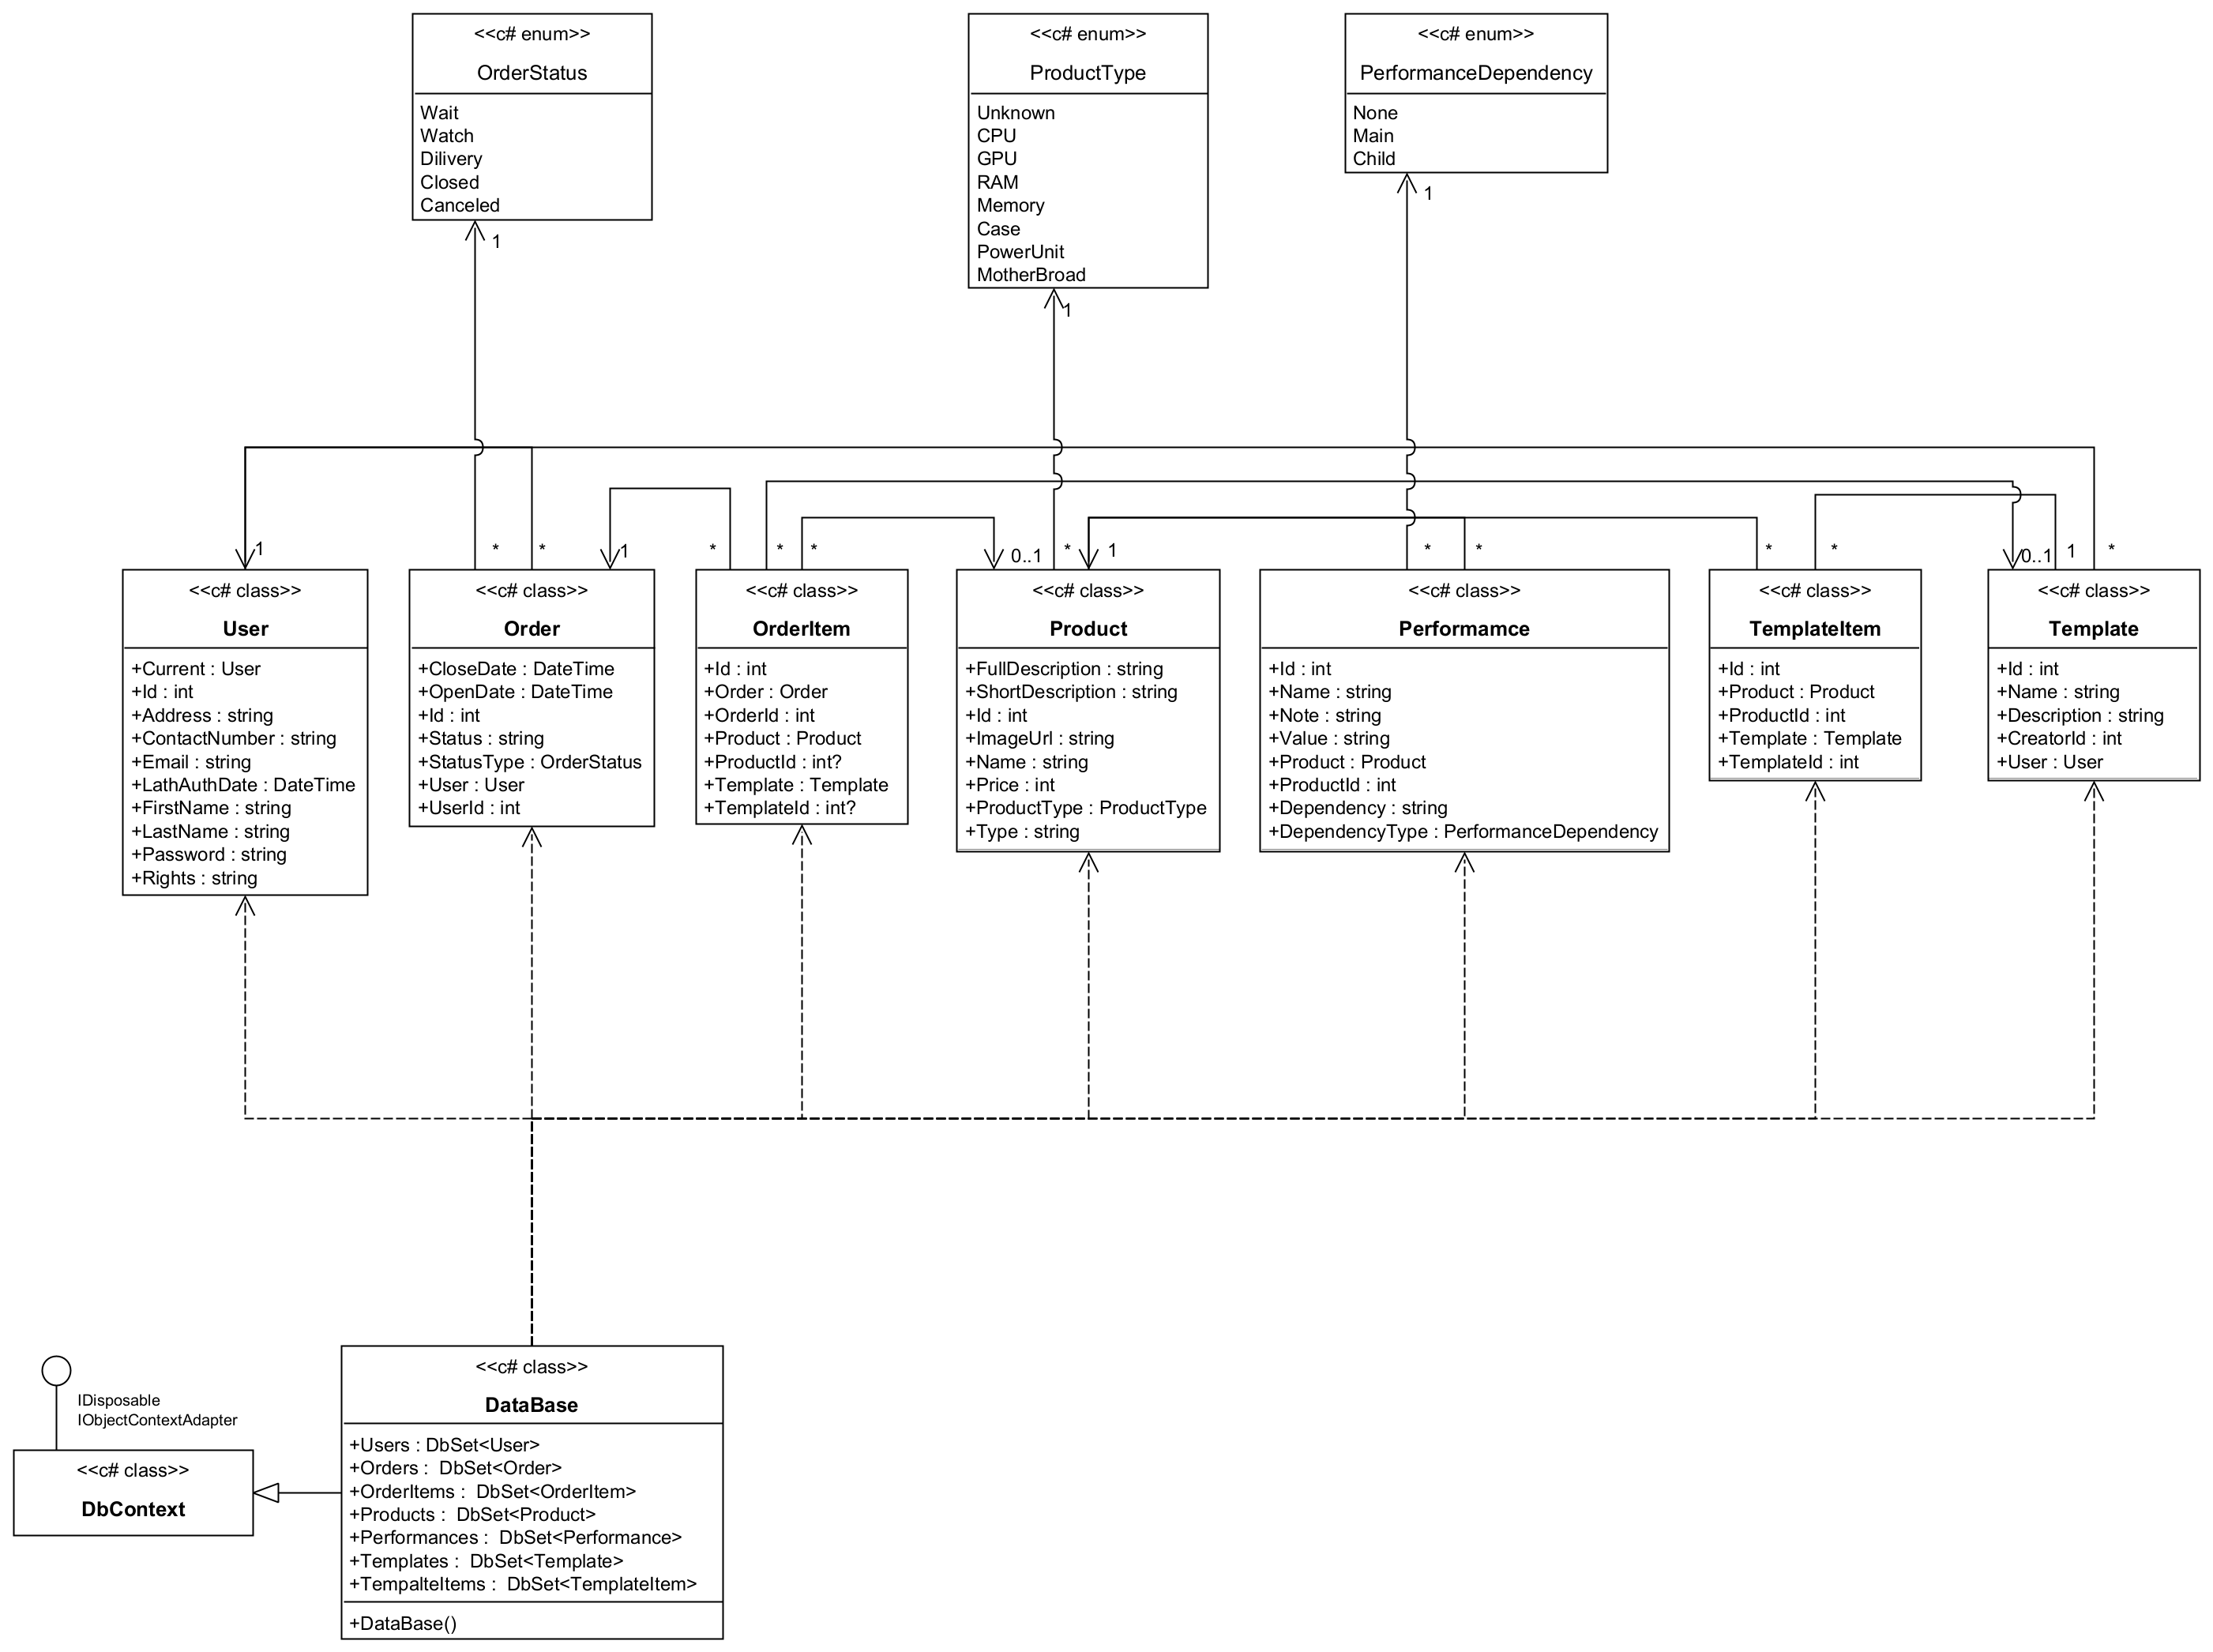 <<c# enum>>
OrderStatus
Wait
Watch
Dilivery
Closed
Canceled
1
<<c# enum>>
ProductType
Unknown
CPU
GPU
RAM
Memory
Case
PowerUnit
MotherBroad
1
<<c# enum>>
PerformanceDependency
None
Main
Child
1
1
*
*
1
*
*
*
0..1
*
1
*
*
*
*
0..1
1
*
<<c# class>>
User
+Current : User
+Id : int
+Address : string
+ContactNumber : string
+Email : string
+LathAuthDate : DateTime
+FirstName : string
+LastName : string
+Password : string
+Rights : string
<<c# class>>
Order
+CloseDate : DateTime
+OpenDate : DateTime
+Id : int
+Status : string
+StatusType : OrderStatus
+User : User
+UserId : int
<<c# class>>
OrderItem
+Id : int
+Order : Order
+OrderId : int
+Product : Product
+ProductId : int?
+Template : Template
+TemplateId : int?
<<c# class>>
Product
+FullDescription : string
+ShortDescription : string
+Id : int
+ImageUrl : string
+Name : string
+Price : int
+ProductType : ProductType
+Type : string
<<c# class>>
Performamce
+Id : int
+Name : string
+Note : string
+Value : string
+Product : Product
+ProductId : int
+Dependency : string
+DependencyType : PerformanceDependency
<<c# class>>
TemplateItem
+Id : int
+Product : Product
+ProductId : int
+Template : Template
+TemplateId : int
<<c# class>>
Template
+Id : int
+Name : string
+Description : string
+CreatorId : int
+User : User
IDisposable
IObjectContextAdapter
<<c# class>>
DbContext
<<c# class>>
DataBase
+Users : DbSet<User>
+Orders :  DbSet<Order>
+OrderItems :  DbSet<OrderItem>
+Products :  DbSet<Product>
+Performances :  DbSet<Performance>
+Templates :  DbSet<Template>
+TempalteItems :  DbSet<TemplateItem>
+DataBase()